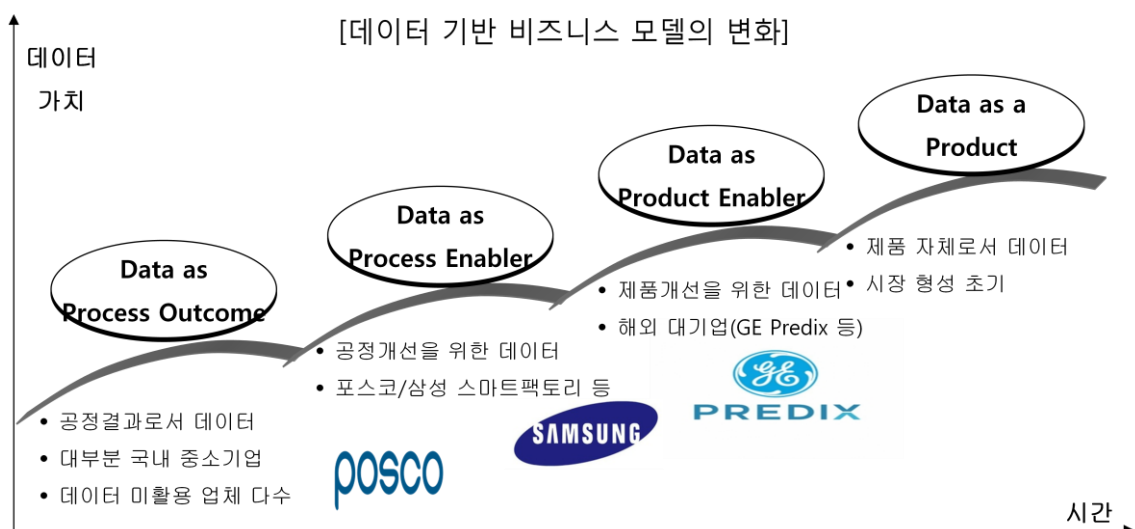 [데이터 기반 비즈니스 모델의 변화]
데이터
가치
Data as
Process Outcome
• 공정결과로서 데이터
• 대부분 국내 중소기업
• 데이터 미활용 업체 다수
Data as
Process Enabler
• 공정개선을 위한 데이터
• 포스코/삼성 스마트팩토리 등
posco
SAMSUNG
Data as
Product Enabler
• 제품개선을 위한 데이터
• 해외 대기업(GE Predix 등)
GE
PREDIX
Data as a
Product
• 제품 자체로서 데이터
• 시장 형성 초기
시간